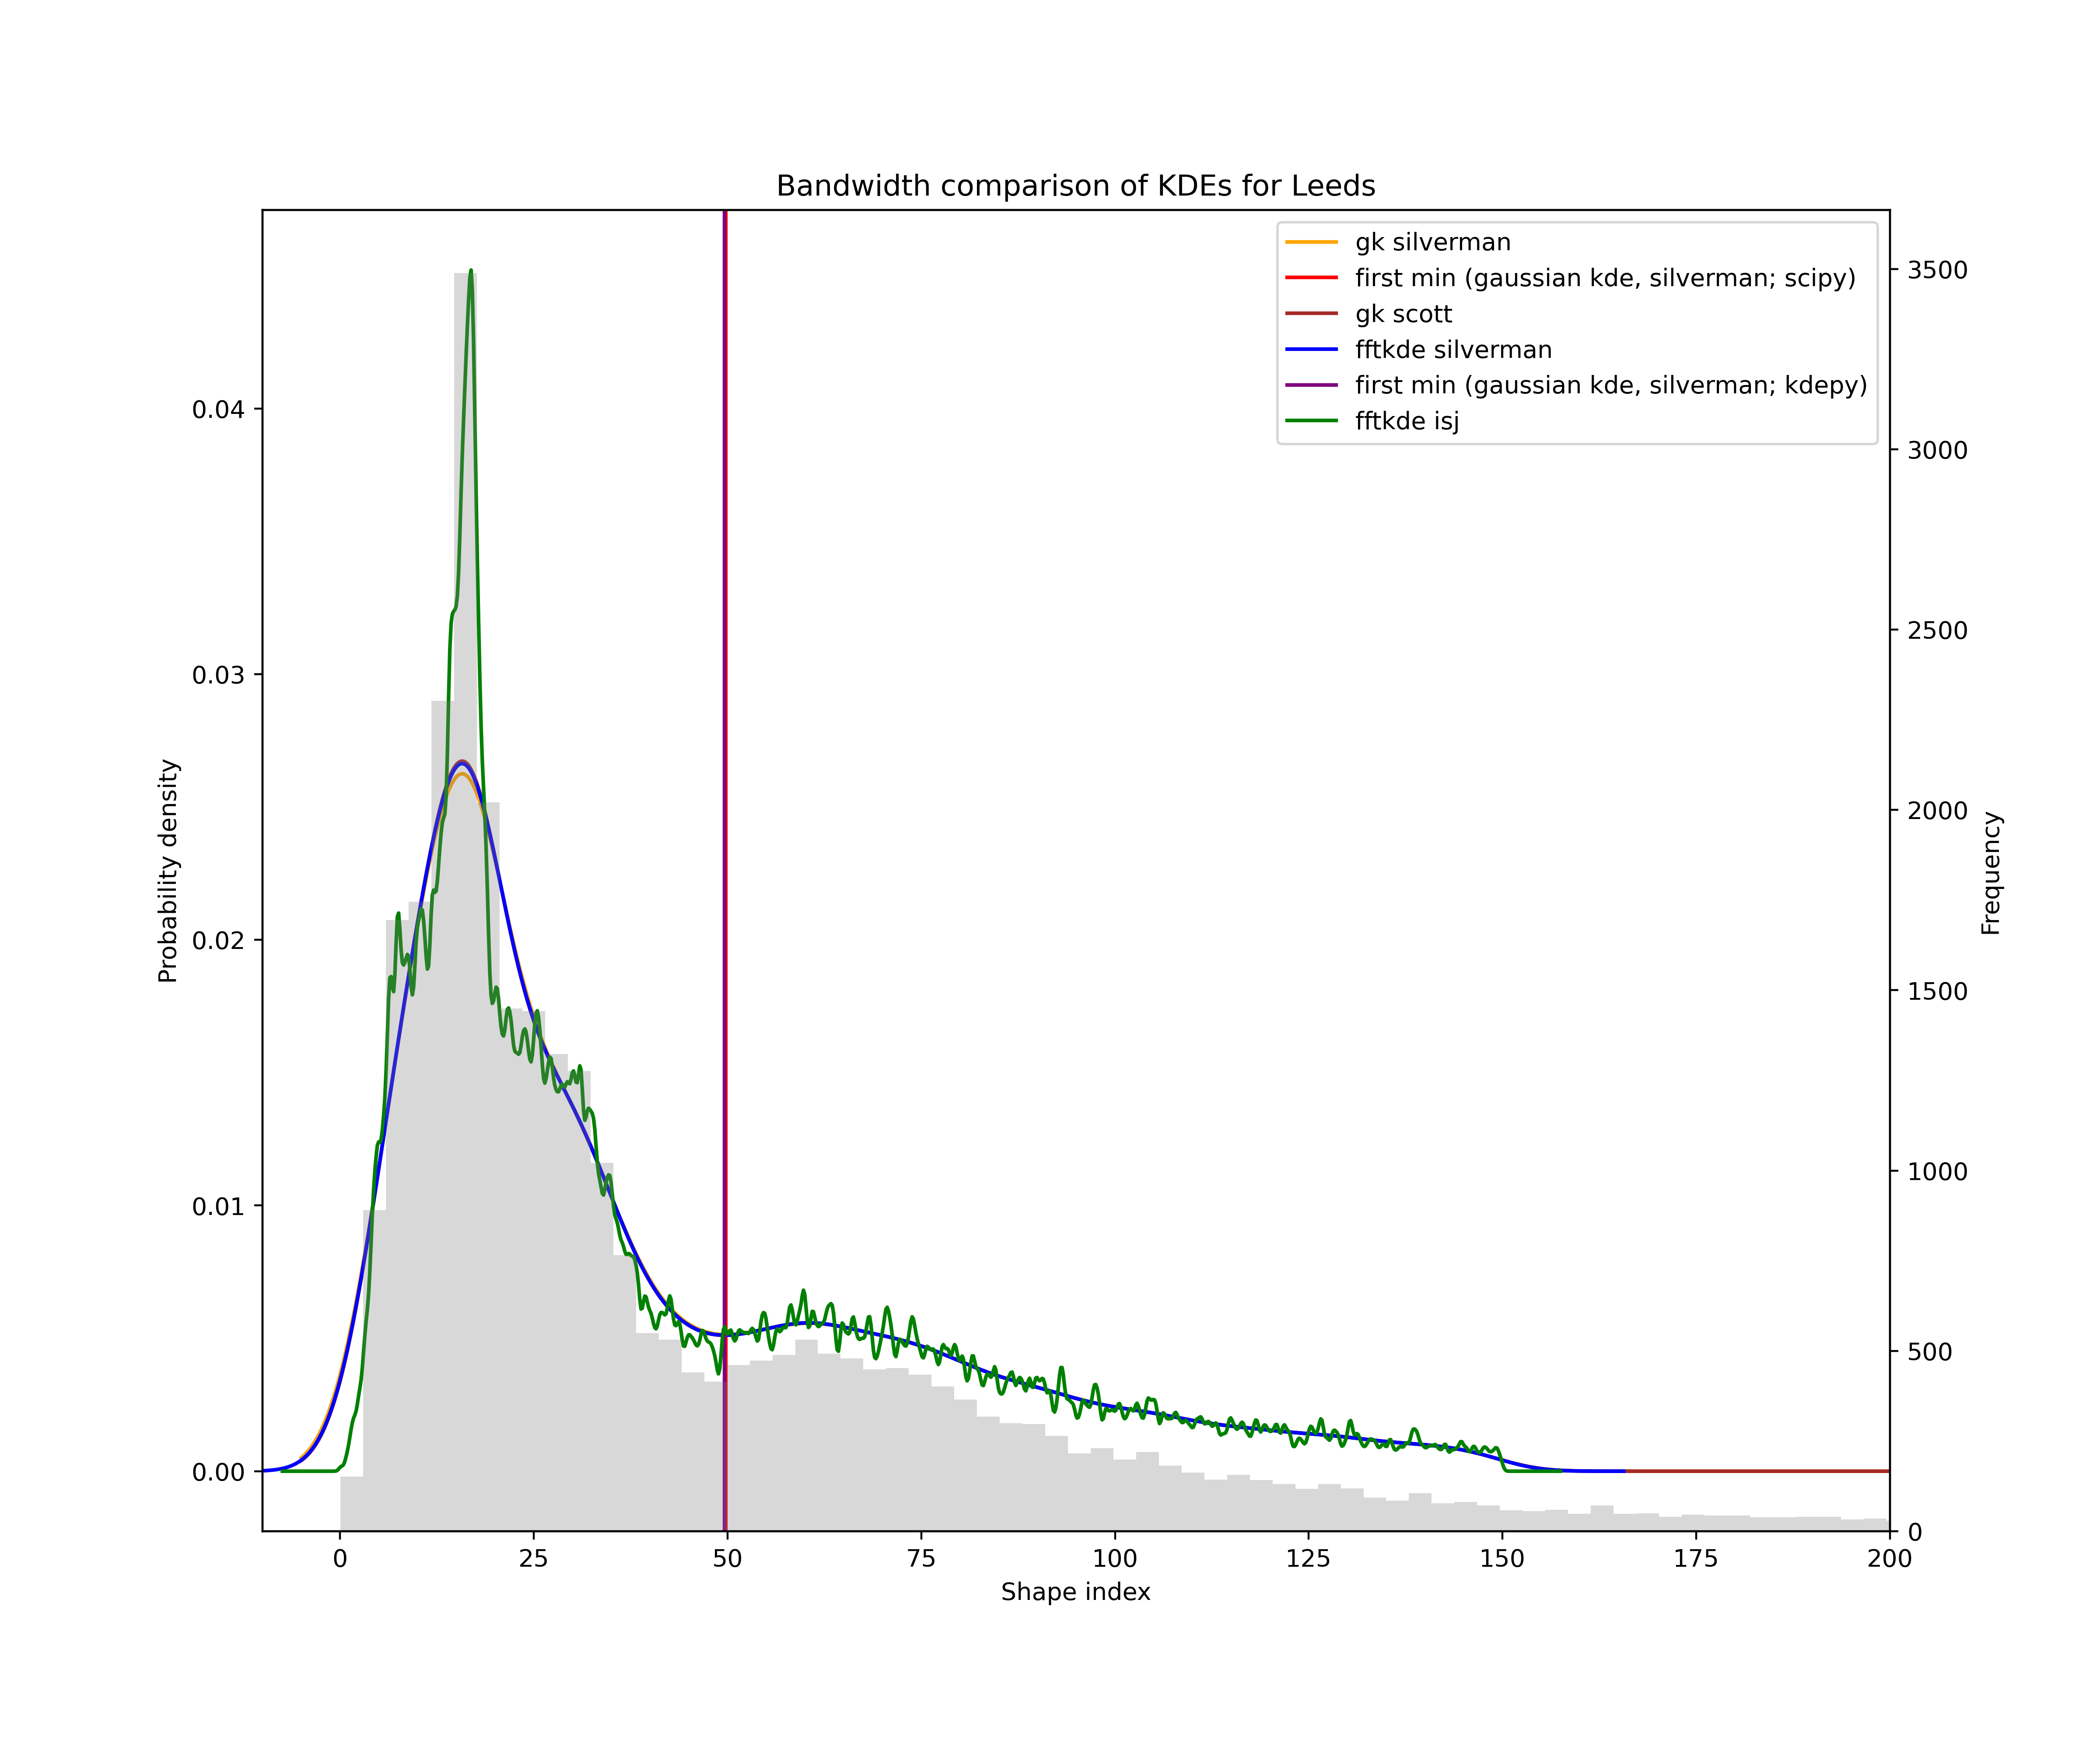 Bandwidth comparison of KDEs for Leeds
gk silverman
first min (gaussian kde, silverman; scipy)
gk scott
fftkde silverman
first min (gaussian kde, silverman; kdepy)
fftkde isj
0.04
0.03
0.02
0.01
0.00
Probability density
3500
3000
2500
2000
1500
1000
500
0
Frequency
0 25 50 75 100 125 150 175 200
Shape index